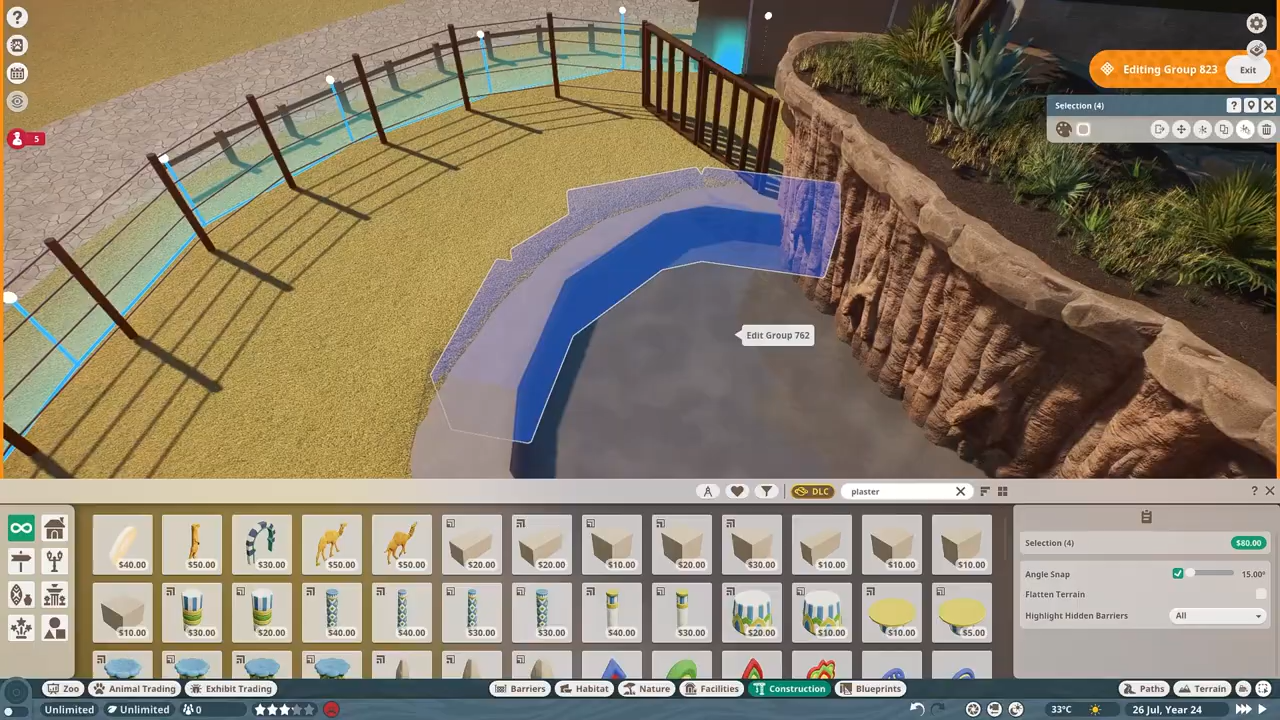 ?
Editing Group 823
Exit
Selection (4)
?
5
Edit Group 762
DLC
plaster
?
$40.00
$50.00
$30.00
$50.00
$50.00
$20.00
$20.00
$10.00
$20.00
$30.00
$10.00
$10.00
$10.00
Selection (4)
$80.00
Angle Snap
15.00°
Flatten Terrain
Highlight Hidden Barriers
All
$10.00
$30.00
$20.00
$40.00
$40.00
$30.00
$30.00
$40.00
$30.00
$20.00
$10.00
$10.00
$5.00
Zoo
Animal Trading
Exhibit Trading
Barriers
Habitat
Nature
Facilities
Construction
Blueprints
Paths
Terrain
Unlimited
Unlimited
0
33°C
26 Jul, Year 24